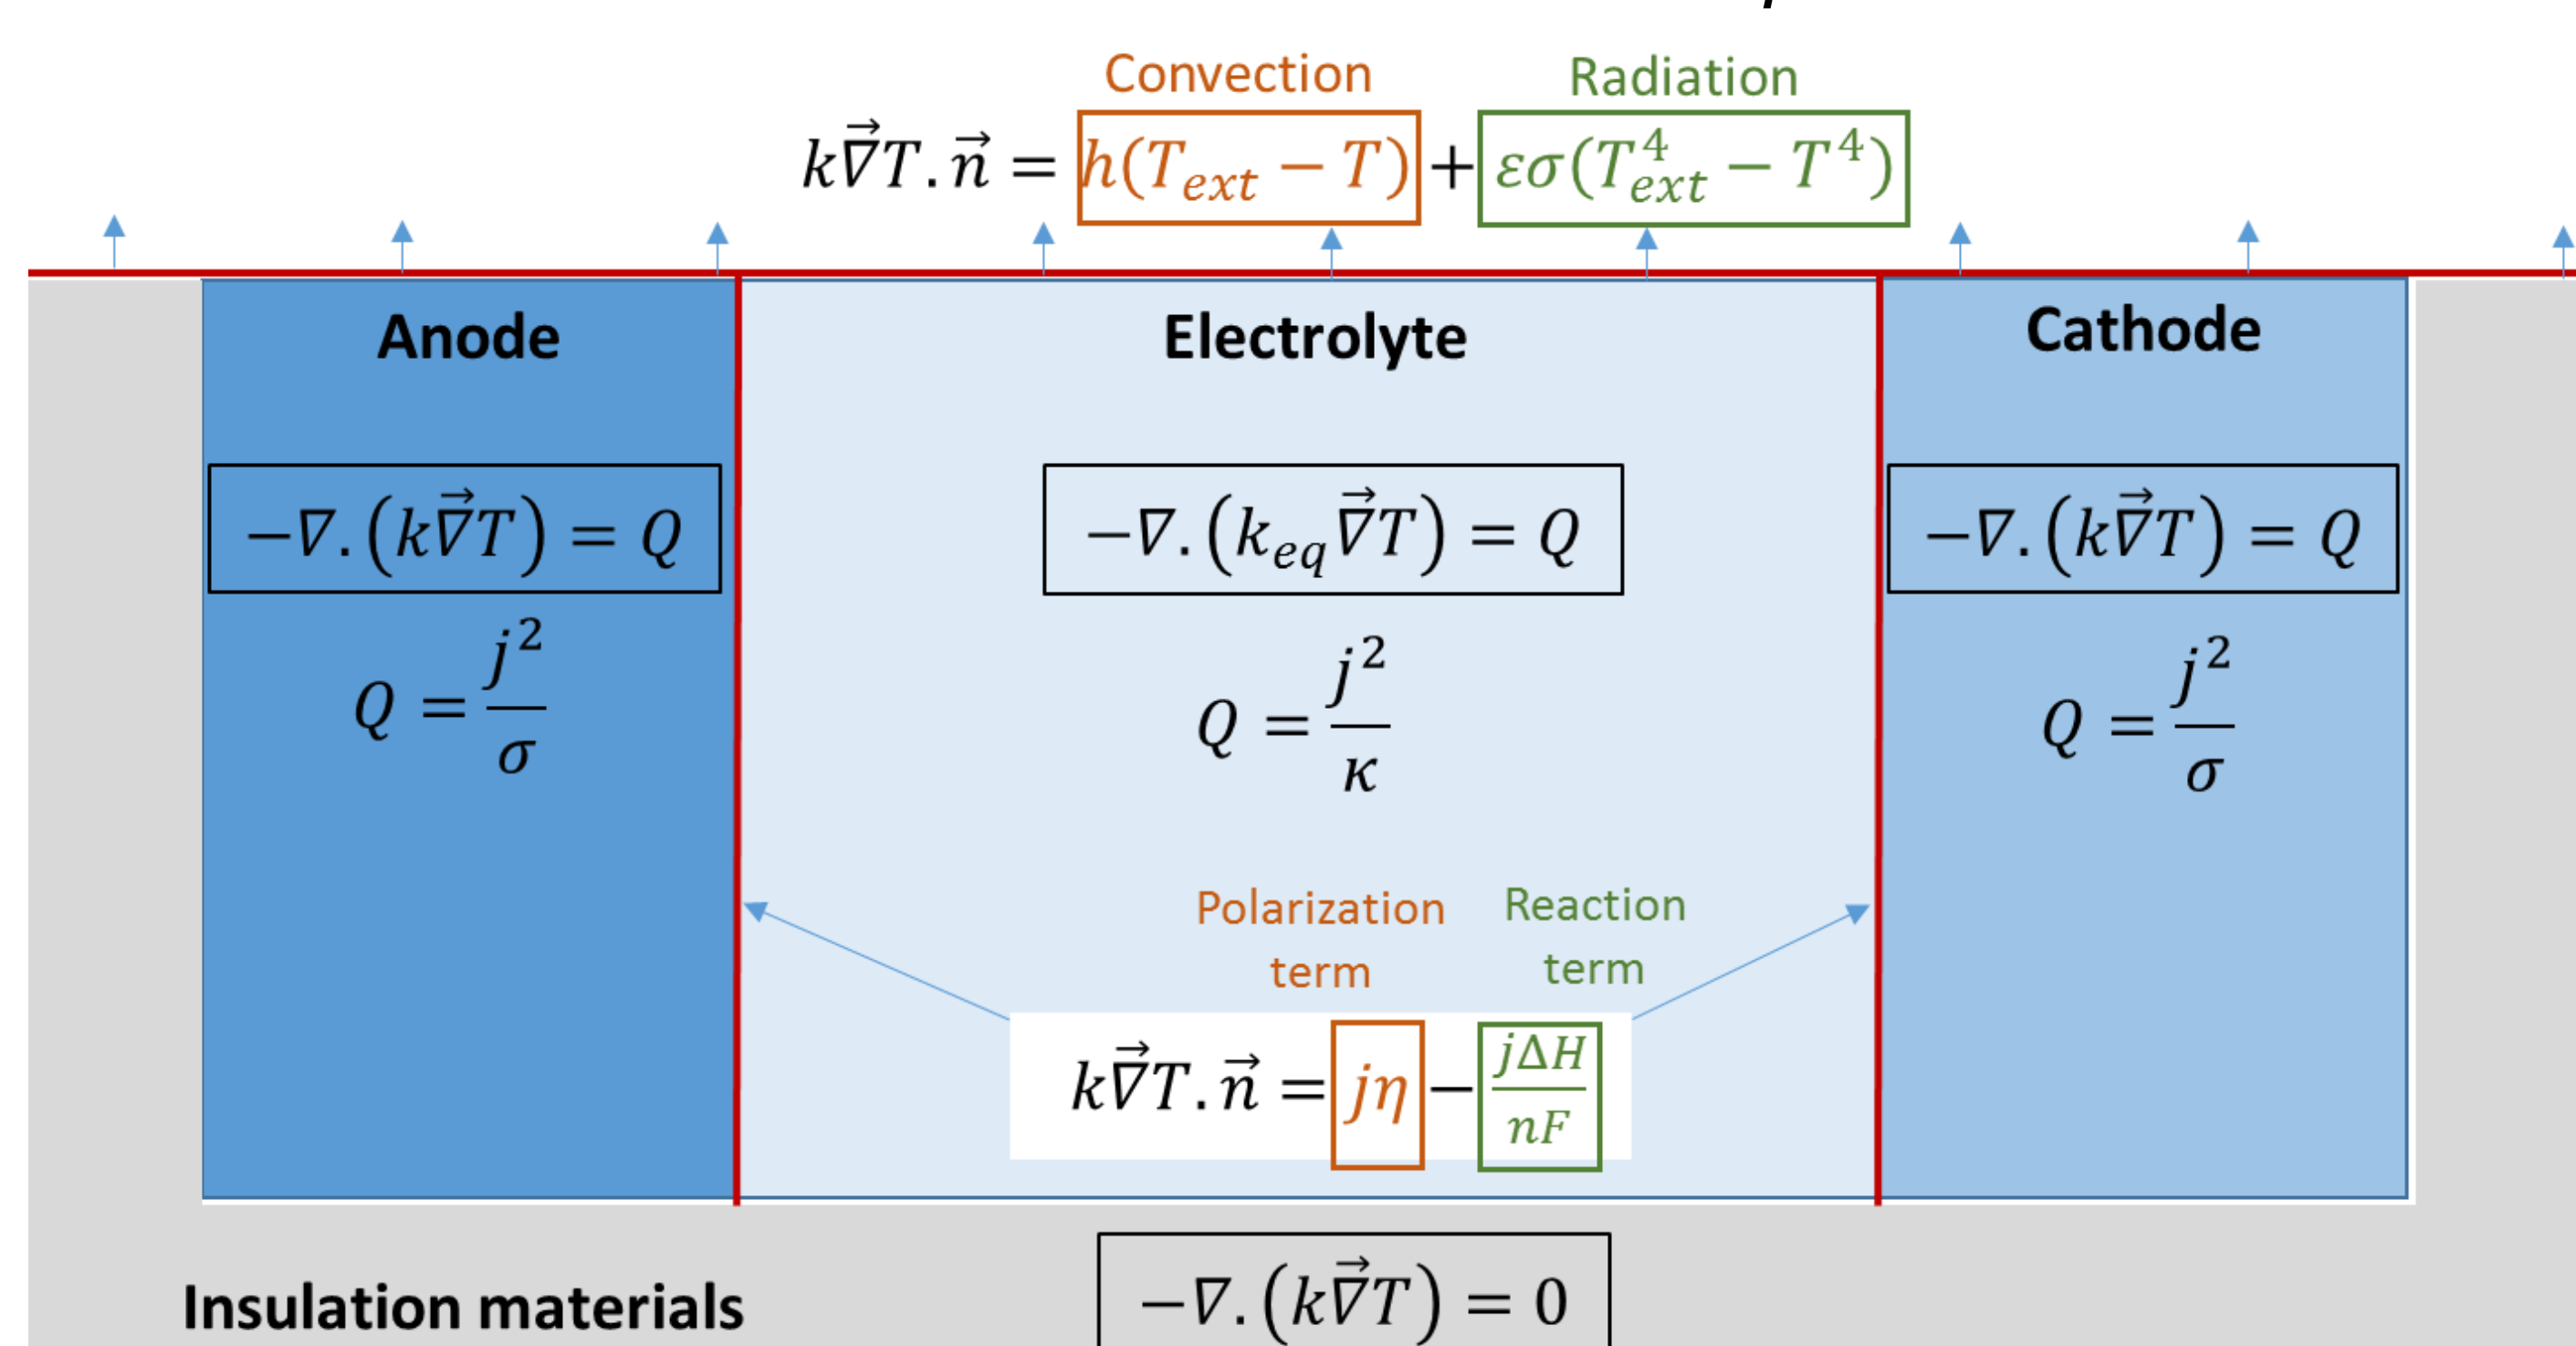 Convection Radiation
k∇⃗T.n⃗ = h(T_ext − T) + εσ(T_ext^4 − T^4)
Anode
−∇.(k∇⃗T) = Q
Q = j²/σ
Electrolyte
−∇.(k_eq∇⃗T) = Q
Q = j²/κ
Cathode
−∇.(k∇⃗T) = Q
Q = j²/σ
Polarization
term
Reaction
term
k∇⃗T.n⃗ = jη − jΔH/nF
Insulation materials
−∇.(k∇⃗T) = 0